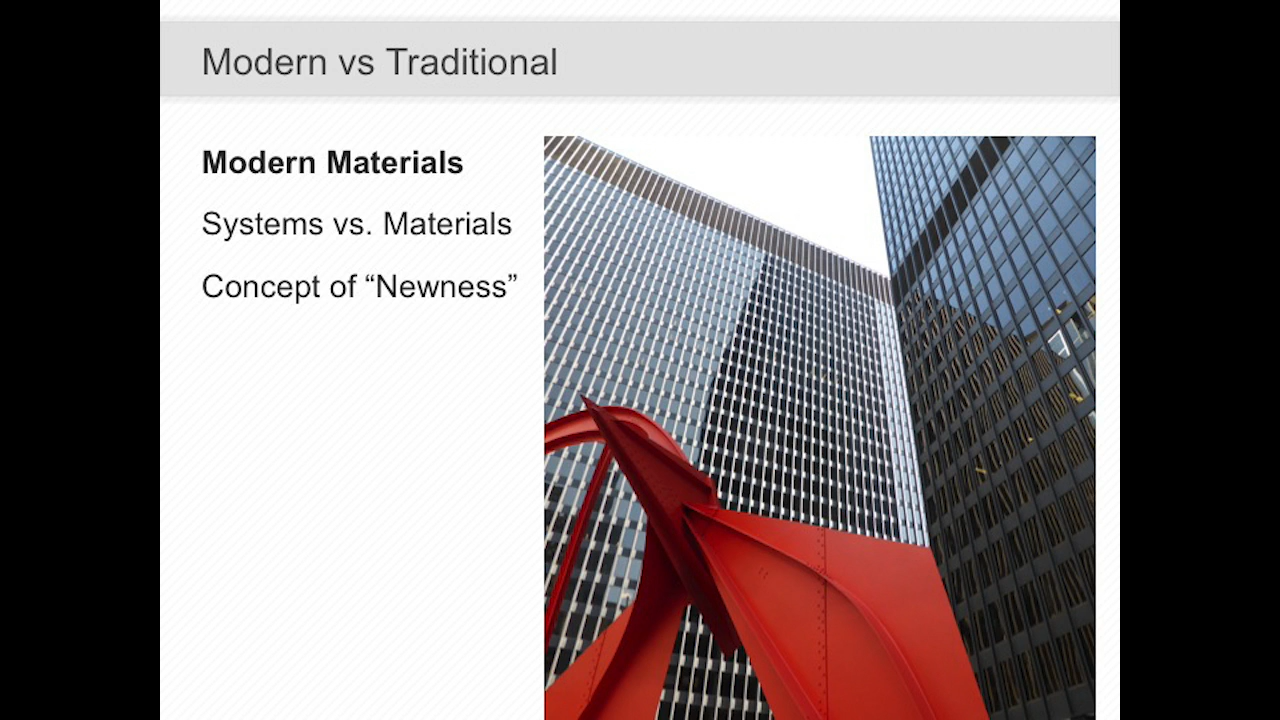 Modern vs Traditional
Modern Materials
Systems vs. Materials
Concept of “Newness”